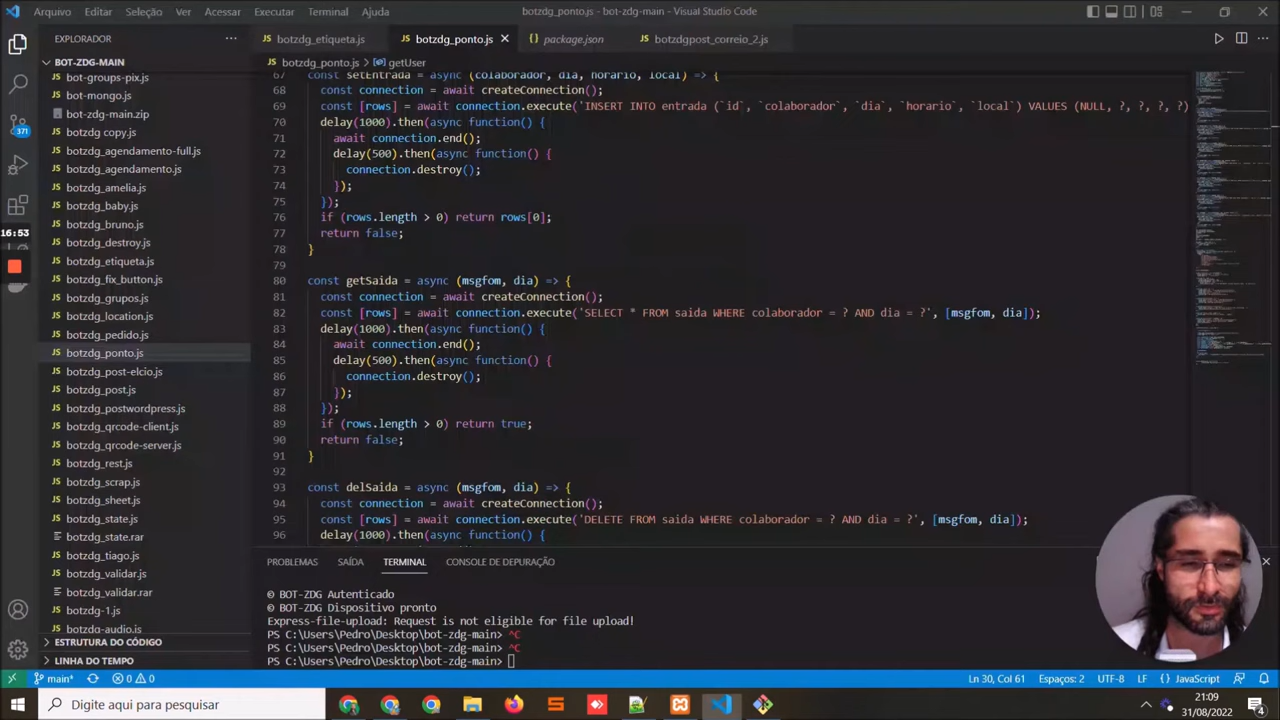 Arquivo Editar Seleção Ver Acessar Executar Terminal Ajuda
botzdg_ponto.js - bot-zdg-main - Visual Studio Code
EXPLORADOR
botzdg_etiqueta.js
botzdg_ponto.js
package.json
botzdgpost_correio_2.js
BOT-ZDG-MAIN
botzdg_ponto.js > getUser
bot-groups-pix.js
bot-mongo.js
bot-zdg-main.zip
botzdg copy.js
botzdg_agendamento-full.js
botzdg_agendamento.js
botzdg_amelia.js
botzdg_baby.js
botzdg_bruno.js
botzdg_destroy.js
botzdg_etiqueta.js
botzdg_fix_button.js
botzdg_grupos.js
botzdg_location.js
botzdg_pedido.js
botzdg_ponto.js
botzdg_post-elcio.js
botzdg_post.js
botzdg_postwordpress.js
botzdg_qrcode-client.js
botzdg_qrcode-server.js
botzdg_rest.js
botzdg_scrap.js
botzdg_sheet.js
botzdg_state.js
botzdg_state.rar
botzdg_tiago.js
botzdg_validar.js
botzdg_validar.rar
botzdg-1.js
botzdg-audio.js
ESTRUTURA DO CÓDIGO
LINHA DO TEMPO
371
16:53
67 const setEntrada = async (colaborador, dia, horario, local) => {
68 const connection = await createConnection();
69 const [rows] = await connection.execute('INSERT INTO entrada (`id`, `colaborador`, `dia`, `horario`, `local`) VALUES (NULL, ?, ?, ?, ?)
70 delay(1000).then(async function() {
71 await connection.end();
72 delay(500).then(async function() {
73 connection.destroy();
74 });
75 });
76 if (rows.length > 0) return rows[0];
77 return false;
78 }
79
80 const getSaida = async (msgfom, dia) => {
81 const connection = await createConnection();
82 const [rows] = await connection.execute('SELECT * FROM saida WHERE colaborador = ? AND dia = ?', [msgfom, dia]);
83 delay(1000).then(async function() {
84 await connection.end();
85 delay(500).then(async function() {
86 connection.destroy();
87 });
88 });
89 if (rows.length > 0) return true;
90 return false;
91 }
92
93 const delSaida = async (msgfom, dia) => {
94 const connection = await createConnection();
95 const [rows] = await connection.execute('DELETE FROM saida WHERE colaborador = ? AND dia = ?', [msgfom, dia]);
96 delay(1000).then(async function() {
PROBLEMAS SAÍDA TERMINAL CONSOLE DE DEPURAÇÃO
© BOT-ZDG Autenticado
© BOT-ZDG Dispositivo pronto
Express-file-upload: Request is not eligible for file upload!
PS C:\Users\Pedro\Desktop\bot-zdg-main> ^C
PS C:\Users\Pedro\Desktop\bot-zdg-main> ^C
PS C:\Users\Pedro\Desktop\bot-zdg-main>
main* 0 0 Ln 30, Col 61 Espaços: 2 UTF-8 LF {} JavaScript
Digite aqui para pesquisar
21:09
31/08/2022
4